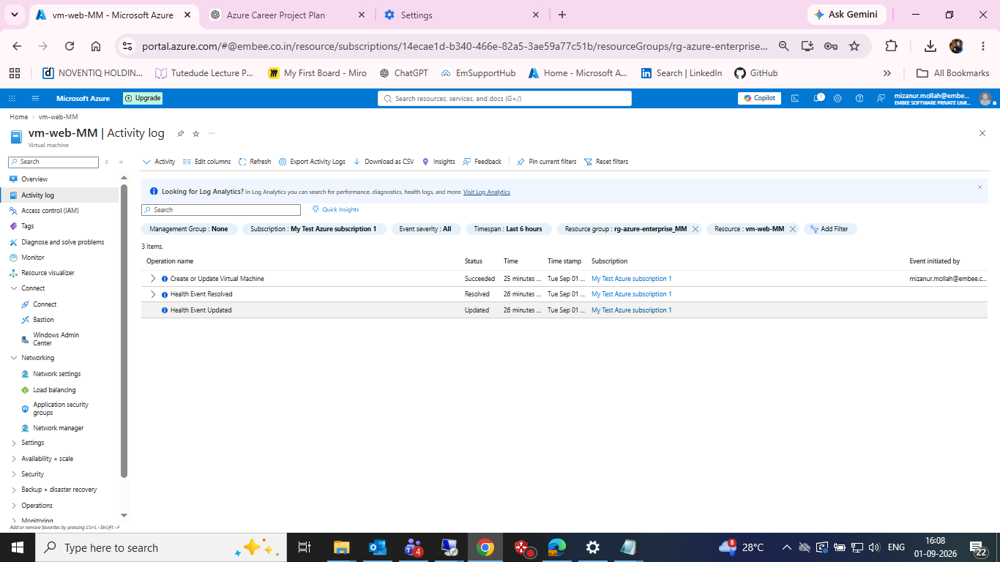 vm-web-MM - Microsoft Azure
Azure Career Project Plan
Settings
Ask Gemini
portal.azure.com/#@embee.co.in/resource/subscriptions/14ecae1d-b340-466e-82a5-3ae59a77c51b/resourceGroups/rg-azure-enterprise...
NOVENTIQ HOLDIN...
Tutedude Lecture P...
My First Board - Miro
ChatGPT
EmSupportHub
Home - Microsoft A...
Search | LinkedIn
GitHub
All Bookmarks
Microsoft Azure
Upgrade
Search resources, services, and docs (G+/)
Copilot
1
mizanur.mollah@embe...
EMBEE SOFTWARE PRIVATE LIMI...
Home > vm-web-MM
vm-web-MM | Activity log
Virtual machine
Search
Activity
Edit columns
Refresh
Export Activity Logs
Download as CSV
Insights
Feedback
Pin current filters
Reset filters
Overview
Activity log
Access control (IAM)
Tags
Diagnose and solve problems
Monitor
Resource visualizer
Connect
Connect
Bastion
Windows Admin
Center
Networking
Network settings
Load balancing
Application security
groups
Network manager
Settings
Availability + scale
Security
Backup + disaster recovery
Operations
Monitoring
Add or remove favorites by pressing Ctrl+Shift+F
Looking for Log Analytics? In Log Analytics you can search for performance, diagnostics, health logs, and more. Visit Log Analytics
Search
Quick Insights
Management Group : None
Subscription : My Test Azure subscription 1
Event severity : All
Timespan : Last 6 hours
Resource group : rg-azure-enterprise_MM
Resource : vm-web-MM
Add Filter
3 items.
Operation name Status Time Time stamp Subscription Event initiated by
Create or Update Virtual Machine Succeeded 25 minutes ... Tue Sep 01 ... My Test Azure subscription 1 mizanur.mollah@embee.c...
Health Event Resolved Resolved 26 minutes ... Tue Sep 01 ... My Test Azure subscription 1
Health Event Updated Updated 26 minutes ... Tue Sep 01 ... My Test Azure subscription 1
Type here to search
4
8
28°C
ENG
16:08
01-09-2026
22